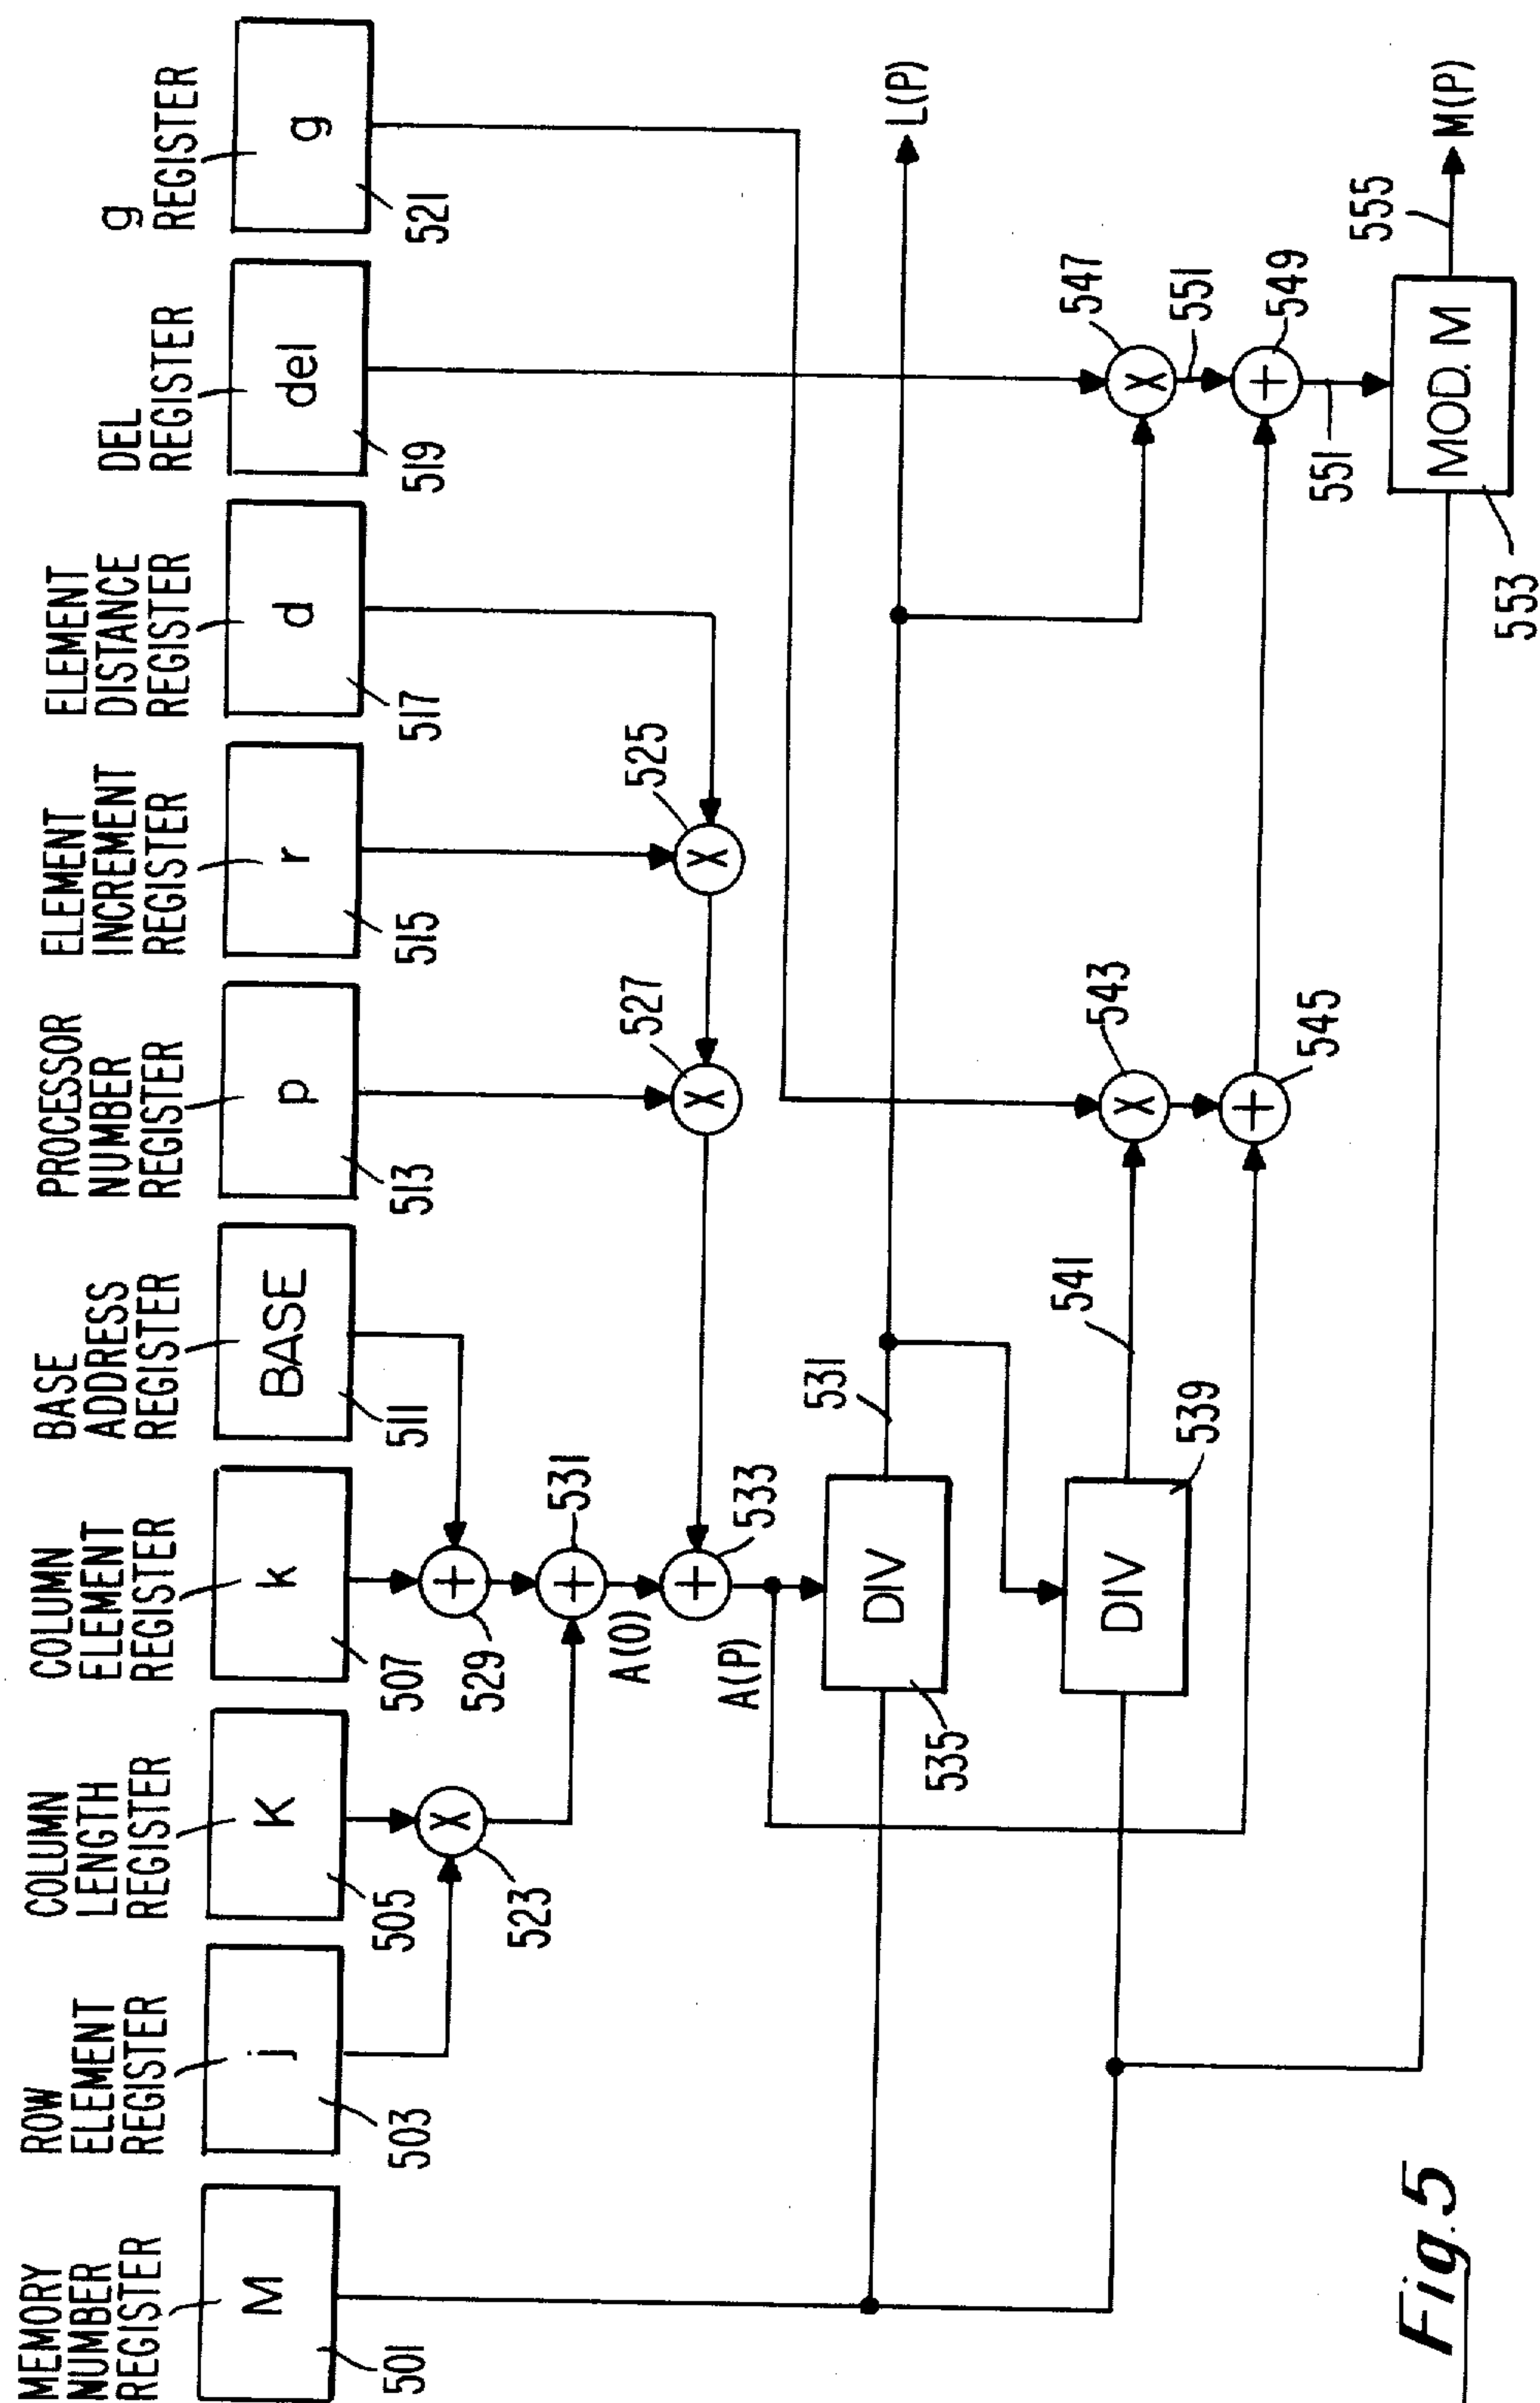 MEMORY
NUMBER
REGISTER
M
501
ROW
ELEMENT
REGISTER
j
503
COLUMN
LENGTH
REGISTER
K
505
COLUMN
ELEMENT
REGISTER
k
507
BASE
ADDRESS
REGISTER
BASE
511
PROCESSOR
NUMBER
REGISTER
p
513
ELEMENT
INCREMENT
REGISTER
r
515
ELEMENT
DISTANCE
REGISTER
d
517
DEL
REGISTER
del
519
g
REGISTER
g
521
X
523
+
529
+
531
A(0)
+
533
A(P)
X
527
X
525
DIV
535
531
L(P)
DIV
539
541
X
543
+
545
X
547
551
+
549
551
MOD. M
553
555
M(P)
Fig. 5